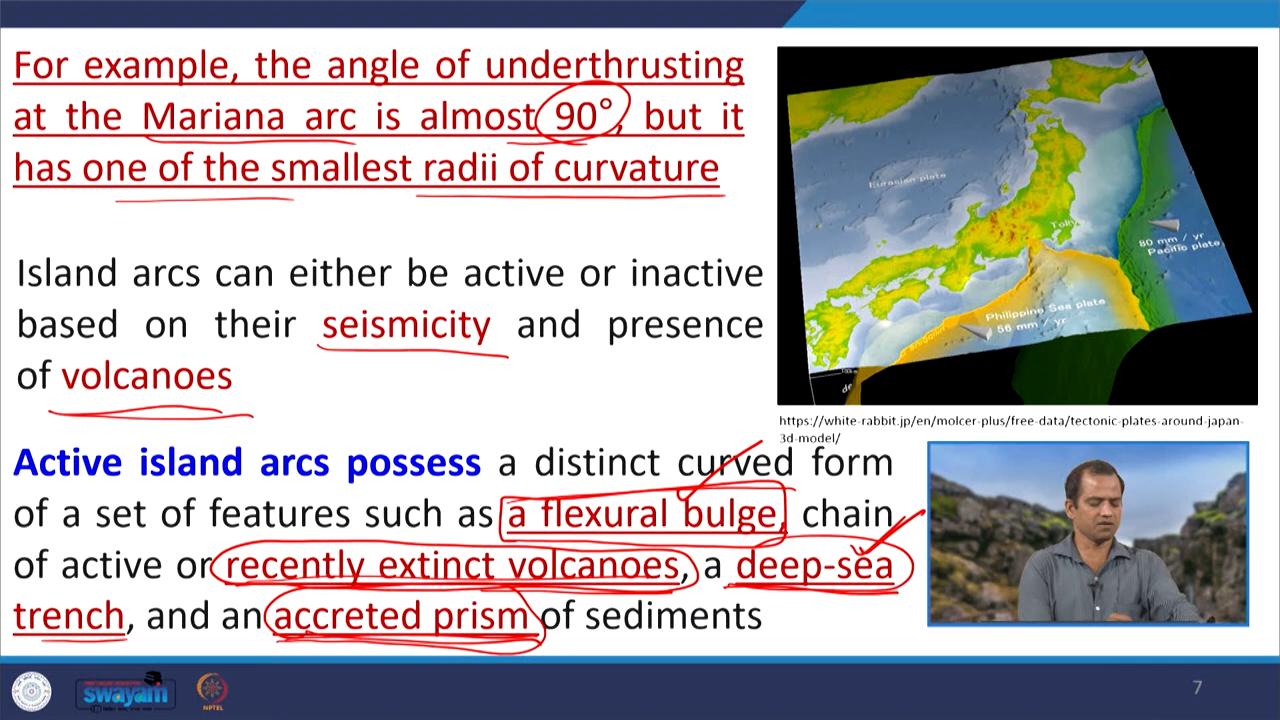 For example, the angle of underthrusting
at the Mariana arc is almost 90°, but it
has one of the smallest radii of curvature
Island arcs can either be active or inactive
based on their seismicity and presence
of volcanoes
Active island arcs possess a distinct curved form
of a set of features such as a flexural bulge, chain
of active or recently extinct volcanoes, a deep-sea
trench, and an accreted prism of sediments
Eurasian plate
80 mm / yr
Pacific plate
Philippine Sea plate
56 mm / yr
https://white-rabbit.jp/en/molcer-plus/free-data/tectonic-plates-around-japan-
3d-model/
swayam
NPTEL
7